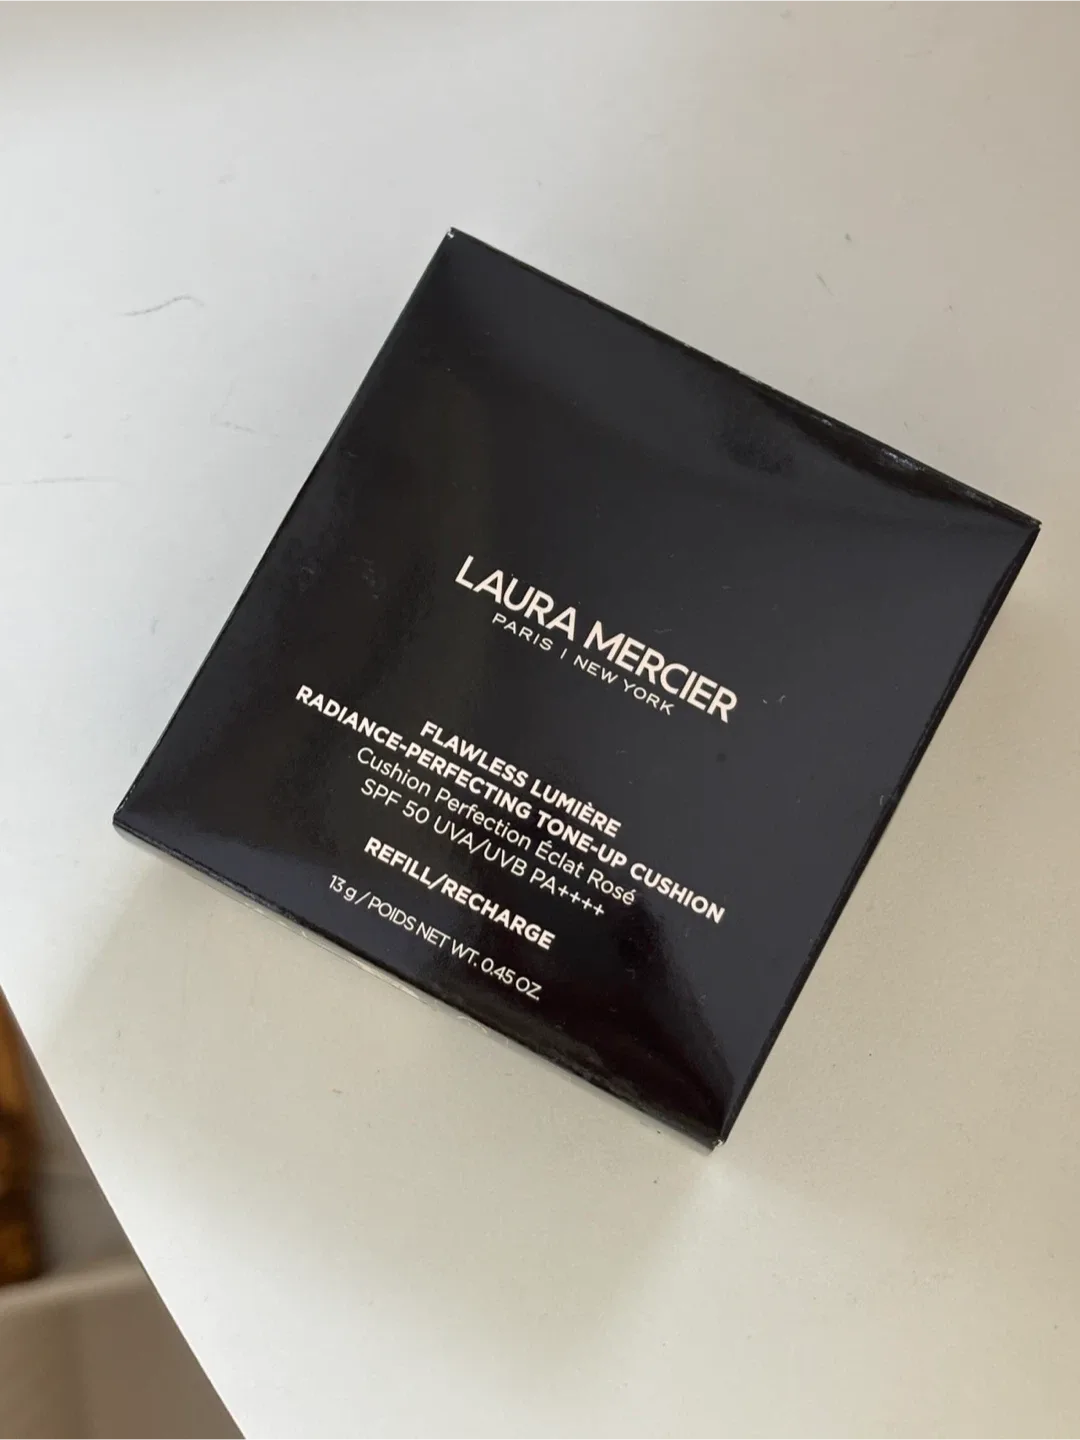 LAURA MERCIER
PARIS | NEW YORK
FLAWLESS LUMIÈRE
RADIANCE-PERFECTING TONE-UP CUSHION
Cushion Perfection Éclat Rosé
SPF 50 UVA/UVB PA++++
REFILL/RECHARGE
13 g / POIDS NET WT. 0.45 OZ.